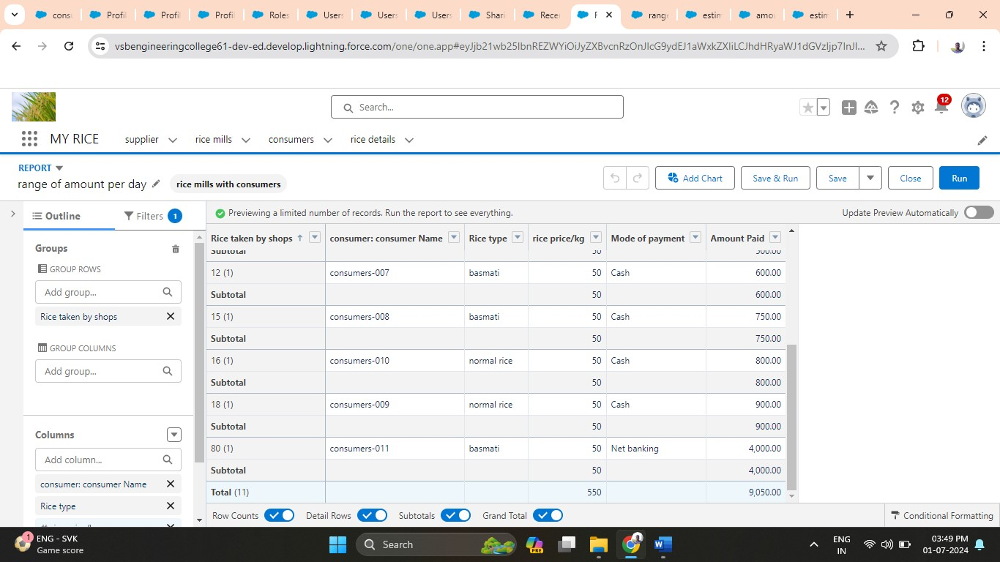 consu
Profil
Profil
Profil
Roles
Users
Users
Users
Shari
Recei
F
range
estim
amou
estim
vsbengineeringcollege61-dev-ed.develop.lightning.force.com/one/one.app#eyJjb21wb25lbnREZWYiOiJyZXBvcnRzOnJlcG9ydEJ1aWxkZXIiLCJhdHRyaWJ1dGVzIjp7InJl...
Search...
12
MY RICE
supplier
rice mills
consumers
rice details
REPORT
range of amount per day
rice mills with consumers
Add Chart
Save & Run
Save
Close
Run
Outline
Filters 1
Previewing a limited number of records. Run the report to see everything.
Update Preview Automatically
Groups
GROUP ROWS
Add group...
Rice taken by shops
GROUP COLUMNS
Add group...
Columns
Add column...
consumer: consumer Name
Rice type
Rice taken by shops ↑ consumer: consumer Name Rice type rice price/kg Mode of payment Amount Paid
Subtotal 50 500.00
12 (1) consumers-007 basmati 50 Cash 600.00
Subtotal 50 600.00
15 (1) consumers-008 basmati 50 Cash 750.00
Subtotal 50 750.00
16 (1) consumers-010 normal rice 50 Cash 800.00
Subtotal 50 800.00
18 (1) consumers-009 normal rice 50 Cash 900.00
Subtotal 50 900.00
80 (1) consumers-011 basmati 50 Net banking 4,000.00
Subtotal 50 4,000.00
Total (11) 550 9,050.00
Row Counts
Detail Rows
Subtotals
Grand Total
Conditional Formatting
1
ENG - SVK
Game score
Search
PRE
ENG
IN
03:49 PM
01-07-2024